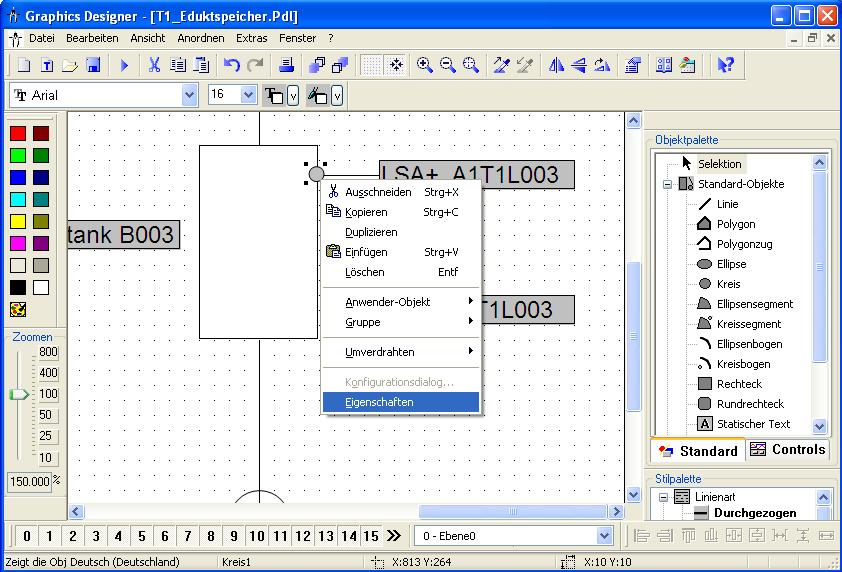 Graphics Designer - [T1_Eduktspeicher.Pdl]
Datei Bearbeiten Ansicht Anordnen Extras Fenster ?
Arial 16
tank B003
LSA+_A1T1L003
T1L003
Ausschneiden Strg+X
Kopieren Strg+C
Duplizieren
Einfügen Strg+V
Löschen Entf
Anwender-Objekt
Gruppe
Umverdrahten
Konfigurationsdialog...
Eigenschaften
Zoomen
800
400
100
50
25
10
150.000 %
Objektpalette
Selektion
Standard-Objekte
Linie
Polygon
Polygonzug
Ellipse
Kreis
Ellipsensegment
Kreissegment
Ellipsenbogen
Kreisbogen
Rechteck
Rundrechteck
A Statischer Text
Standard Controls
Stilpalette
Linienart
Durchgezogen
0 1 2 3 4 5 6 7 8 9 10 11 12 13 14 15 0 - Ebene0
Zeigt die Obj Deutsch (Deutschland) Kreis1 X:813 Y:264 X:10 Y:10